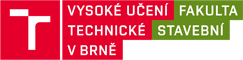 T VYSOKÉ UČENÍ FAKULTA
TECHNICKÉ STAVEBNÍ
V BRNĚ